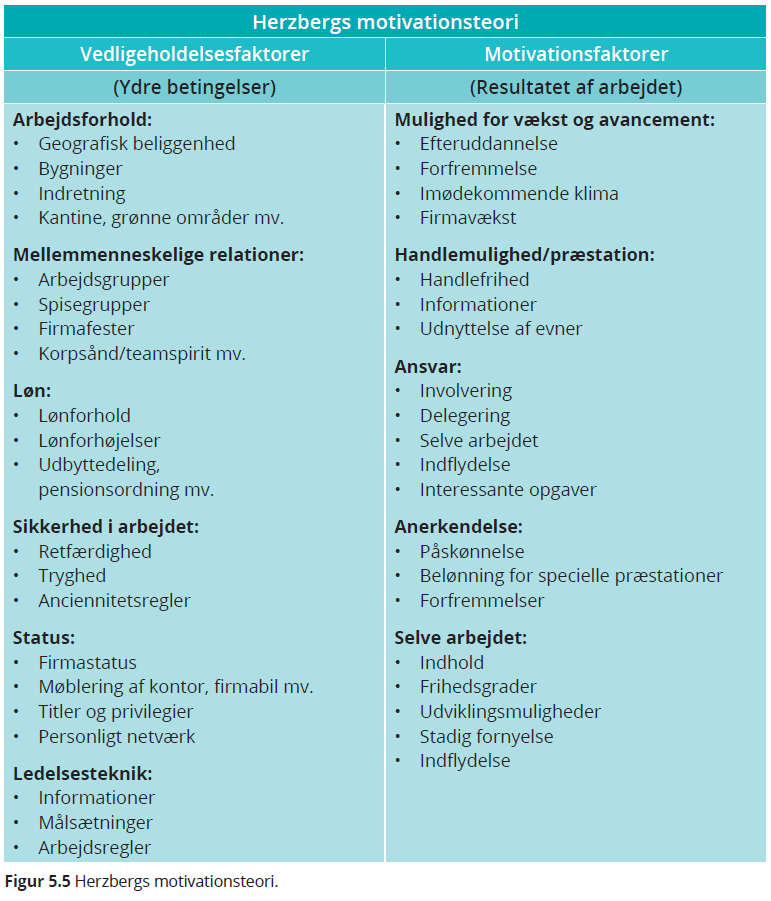 Herzbergs motivationsteori
Vedligeholdelsesfaktorer
(Ydre betingelser)
Arbejdsforhold:
• Geografisk beliggenhed
• Bygninger
• Indretning
• Kantine, grønne områder mv.
Mellemmenneskelige relationer:
• Arbejdsgrupper
• Spisegrupper
• Firmafester
• Korpsånd/teamspirit mv.
Løn:
• Lønforhold
• Lønforhøjelser
• Udbyttedeling,
pensionsordning mv.
Sikkerhed i arbejdet:
• Retfærdighed
• Tryghed
• Anciennitetsregler
Status:
• Firmastatus
• Møblering af kontor, firmabil mv.
• Titler og privilegier
• Personligt netværk
Ledelsesteknik:
• Informationer
• Målsætninger
• Arbejdsregler
Motivationsfaktorer
(Resultatet af arbejdet)
Mulighed for vækst og avancement:
• Efteruddannelse
• Forfremmelse
• Imødekommende klima
• Firmavækst
Handlemulighed/præstation:
• Handlefrihed
• Informationer
• Udnyttelse af evner
Ansvar:
• Involvering
• Delegering
• Selve arbejdet
• Indflydelse
• Interessante opgaver
Anerkendelse:
• Påskønnelse
• Belønning for specielle præstationer
• Forfremmelser
Selve arbejdet:
• Indhold
• Frihedsgrader
• Udviklingsmuligheder
• Stadig fornyelse
• Indflydelse
Figur 5.5 Herzbergs motivationsteori.